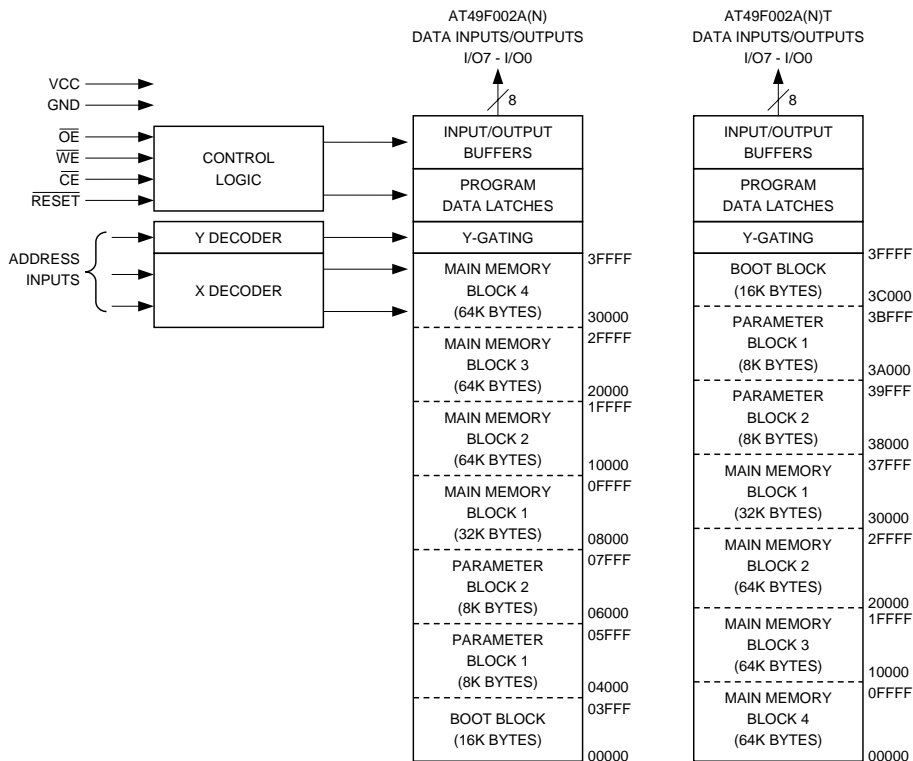 AT49F002A(N)
DATA INPUTS/OUTPUTS
I/O7 - I/O0
8
AT49F002A(N)T
DATA INPUTS/OUTPUTS
I/O7 - I/O0
8
VCC
GND
OE
WE
CE
RESET
CONTROL
LOGIC
ADDRESS
INPUTS
Y DECODER
X DECODER
INPUT/OUTPUT
BUFFERS
PROGRAM
DATA LATCHES
Y-GATING
3FFFF
MAIN MEMORY
BLOCK 4
(64K BYTES)
30000
2FFFF
MAIN MEMORY
BLOCK 3
(64K BYTES)
20000
1FFFF
MAIN MEMORY
BLOCK 2
(64K BYTES)
10000
0FFFF
MAIN MEMORY
BLOCK 1
(32K BYTES)
08000
07FFF
PARAMETER
BLOCK 2
(8K BYTES)
06000
05FFF
PARAMETER
BLOCK 1
(8K BYTES)
04000
03FFF
BOOT BLOCK
(16K BYTES)
00000
INPUT/OUTPUT
BUFFERS
PROGRAM
DATA LATCHES
Y-GATING
3FFFF
BOOT BLOCK
(16K BYTES)
3C000
3BFFF
PARAMETER
BLOCK 1
(8K BYTES)
3A000
39FFF
PARAMETER
BLOCK 2
(8K BYTES)
38000
37FFF
MAIN MEMORY
BLOCK 1
(32K BYTES)
30000
2FFFF
MAIN MEMORY
BLOCK 2
(64K BYTES)
20000
1FFFF
MAIN MEMORY
BLOCK 3
(64K BYTES)
10000
0FFFF
MAIN MEMORY
BLOCK 4
(64K BYTES)
00000